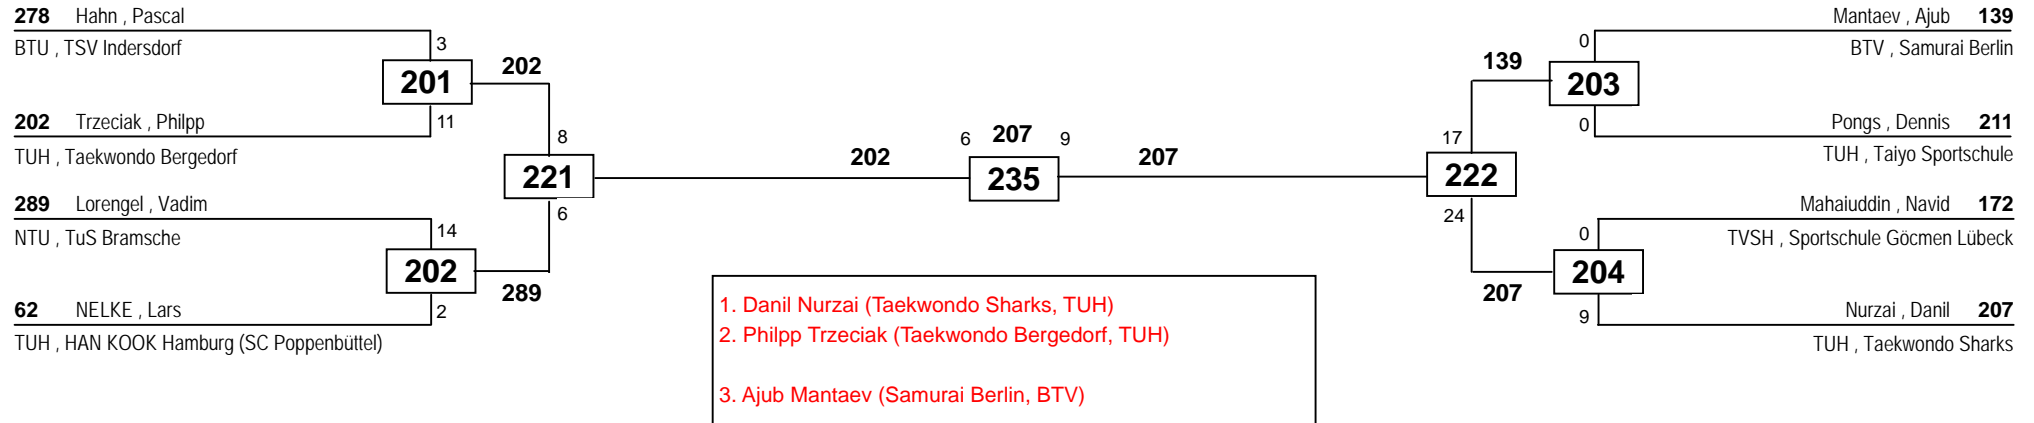 278 Hahn , Pascal
BTU , TSV Indersdorf
3
201
202
11
202 Trzeciak , Philpp
TUH , Taekwondo Bergedorf
8
221
6
289 Lorengel , Vadim
NTU , TuS Bramsche
14
202
289
2
62 NELKE , Lars
TUH , HAN KOOK Hamburg (SC Poppenbüttel)
202
6 207 9
235
207
Mantaev , Ajub 139
BTV , Samurai Berlin
0
139
203
0
Pongs , Dennis 211
TUH , Taiyo Sportschule
17
222
24
Mahaiuddin , Navid 172
TVSH , Sportschule Göcmen Lübeck
0
204
207
9
Nurzai , Danil 207
TUH , Taekwondo Sharks
1. Danil Nurzai (Taekwondo Sharks, TUH)
2. Philpp Trzeciak (Taekwondo Bergedorf, TUH)
3. Ajub Mantaev (Samurai Berlin, BTV)